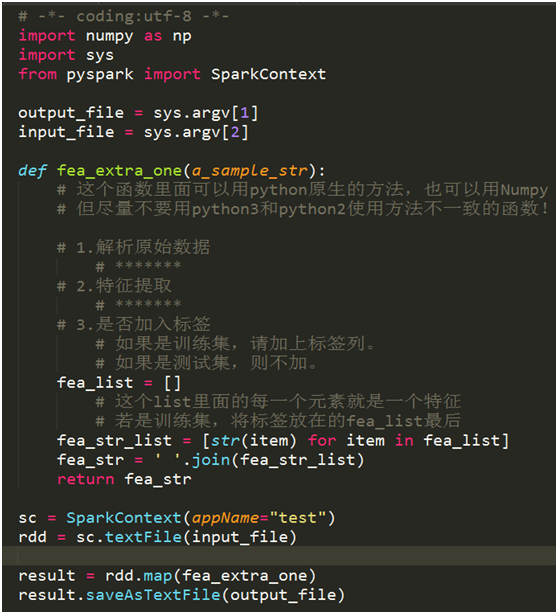 # -*- coding:utf-8 -*-
import numpy as np
import sys
from pyspark import SparkContext

output_file = sys.argv[1]
input_file = sys.argv[2]

def fea_extra_one(a_sample_str):
    # 这个函数里面可以用python原生的方法，也可以用Numpy
    # 但尽量不要用python3和python2使用方法不一致的函数！

    # 1.解析原始数据
        # *******
    # 2.特征提取
        # *******
    # 3.是否加入标签
        # 如果是训练集，请加上标签列。
        # 如果是测试集，则不加。
    fea_list = []
        # 这个list里面的每一个元素就是一个特征
        # 若是训练集，将标签放在的fea_list最后
    fea_str_list = [str(item) for item in fea_list]
    fea_str = ' '.join(fea_str_list)
    return fea_str

sc = SparkContext(appName="test")
rdd = sc.textFile(input_file)

result = rdd.map(fea_extra_one)
result.saveAsTextFile(output_file)